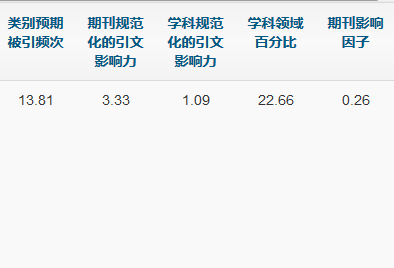 类别预期 期刊规范 学科规范 学科领域 期刊影响
被引频次 化的引文 化的引文 百分比 因子
影响力 影响力
13.81 3.33 1.09 22.66 0.26